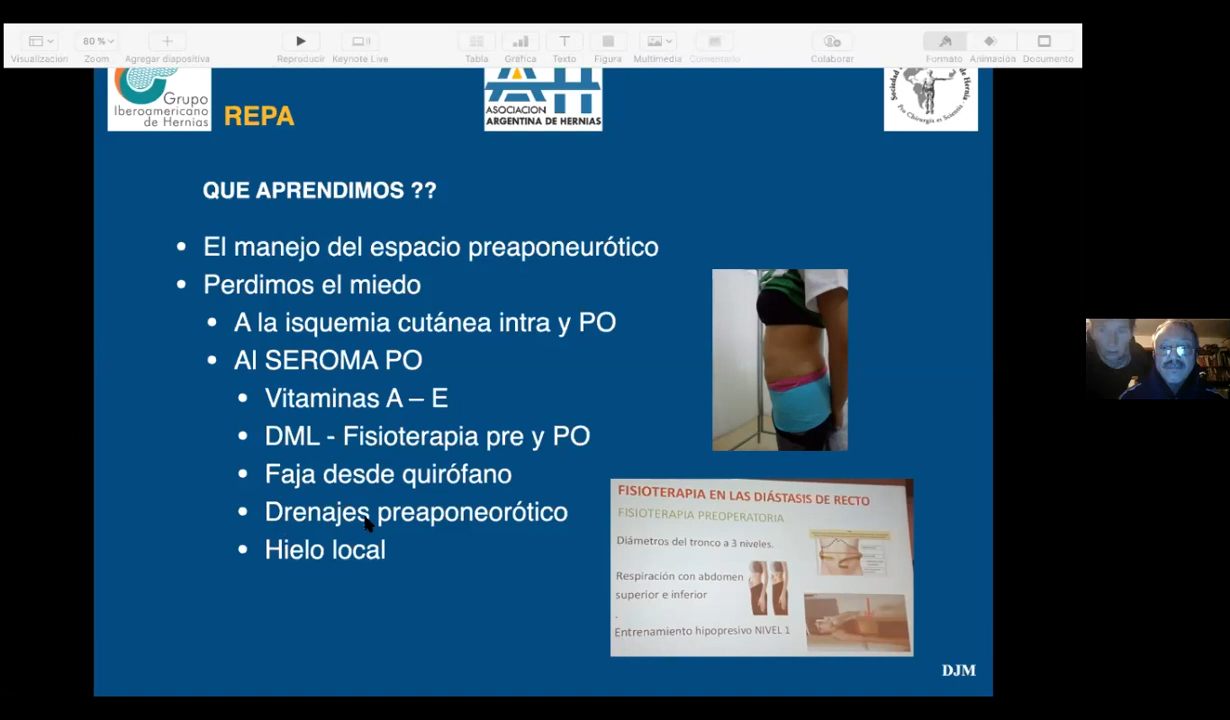 80 %
Visualización
Zoom
Agregar diapositiva
Reproducir
Keynote Live
Tabla
Gráfica
Texto
Figura
Multimedia
Comentario
Colaborar
Formato
Animación
Documento
Grupo
Iberoamericano
de Hernias
REPA
ASOCIACION
ARGENTINA DE HERNIAS
QUE APRENDIMOS ??
• El manejo del espacio preaponeurótico
• Perdimos el miedo
• A la isquemia cutánea intra y PO
• Al SEROMA PO
• Vitaminas A – E
• DML - Fisioterapia pre y PO
• Faja desde quirófano
• Drenajes preaponeorótico
• Hielo local
FISIOTERAPIA EN LAS DIÁSTASIS DE RECTO
FISIOTERAPIA PREOPERATORIA
Diámetros del tronco a 3 niveles.
Respiración con abdomen
superior e inferior
.
Entrenamiento hipopresivo NIVEL 1
DJM